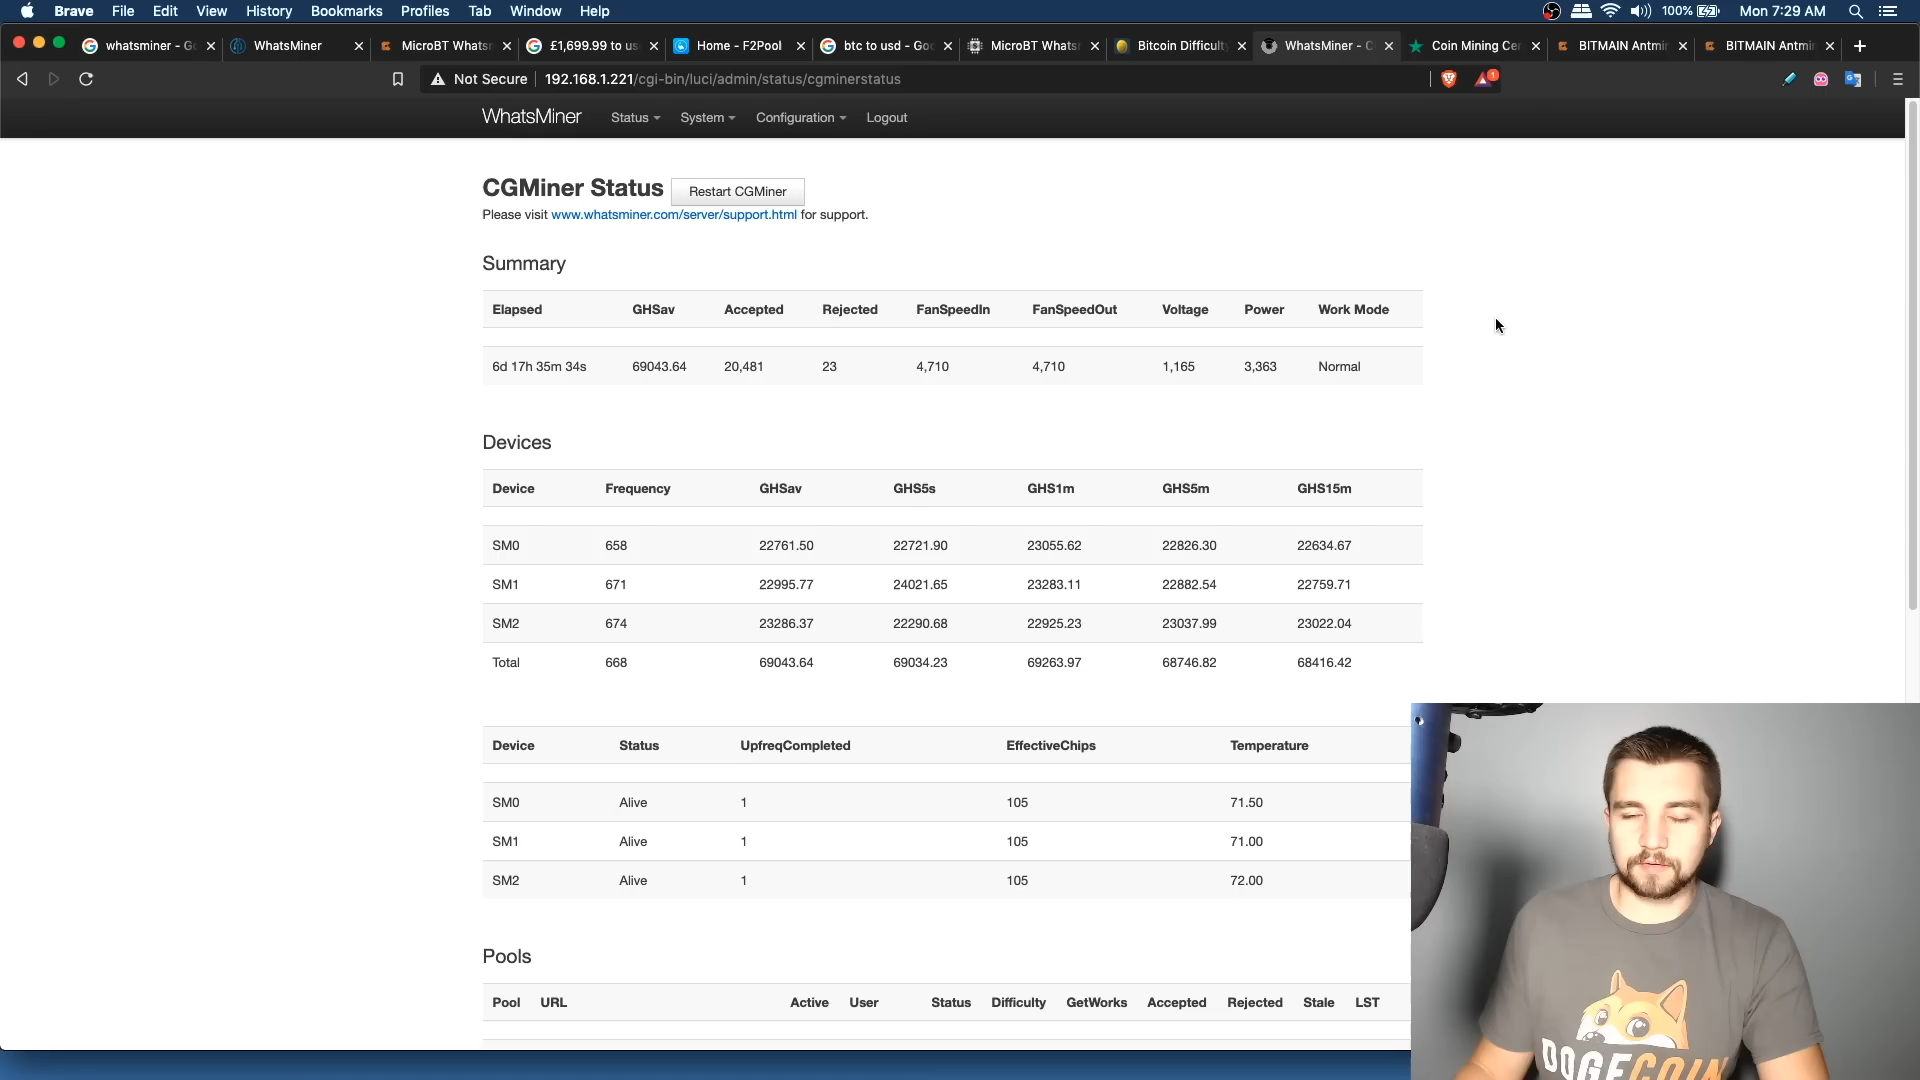 Brave File Edit View History Bookmarks Profiles Tab Window Help 100% Mon 7:29 AM
whatsminer - Go WhatsMiner MicroBT Whats £1,699.99 to us Home - F2Pool btc to usd - Goo MicroBT Whats Bitcoin Difficult WhatsMiner - C Coin Mining Cen BITMAIN Antmi BITMAIN Antmi
Not Secure 192.168.1.221/cgi-bin/luci/admin/status/cgminerstatus 1
WhatsMiner Status System Configuration Logout
CGMiner Status Restart CGMiner
Please visit www.whatsminer.com/server/support.html for support.
Summary
Elapsed GHSav Accepted Rejected FanSpeedIn FanSpeedOut Voltage Power Work Mode
6d 17h 35m 34s 69043.64 20,481 23 4,710 4,710 1,165 3,363 Normal
Devices
Device Frequency GHSav GHS5s GHS1m GHS5m GHS15m
SM0 658 22761.50 22721.90 23055.62 22826.30 22634.67
SM1 671 22995.77 24021.65 23283.11 22882.54 22759.71
SM2 674 23286.37 22290.68 22925.23 23037.99 23022.04
Total 668 69043.64 69034.23 69263.97 68746.82 68416.42
Device Status UpfreqCompleted EffectiveChips Temperature
SM0 Alive 1 105 71.50
SM1 Alive 1 105 71.00
SM2 Alive 1 105 72.00
Pools
Pool URL Active User Status Difficulty GetWorks Accepted Rejected Stale LST
DOGECOIN